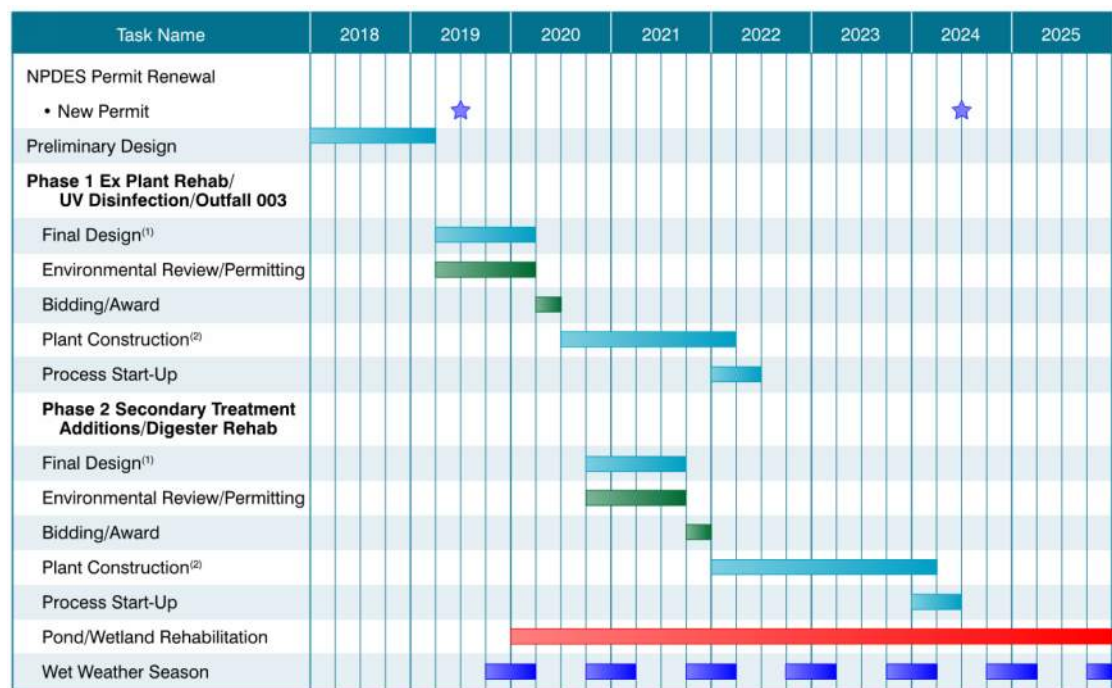 Task Name 2018 2019 2020 2021 2022 2023 2024 2025
NPDES Permit Renewal
• New Permit
Preliminary Design
Phase 1 Ex Plant Rehab/
UV Disinfection/Outfall 003
Final Design(1)
Environmental Review/Permitting
Bidding/Award
Plant Construction(2)
Process Start-Up
Phase 2 Secondary Treatment
Additions/Digester Rehab
Final Design(1)
Environmental Review/Permitting
Bidding/Award
Plant Construction(2)
Process Start-Up
Pond/Wetland Rehabilitation
Wet Weather Season